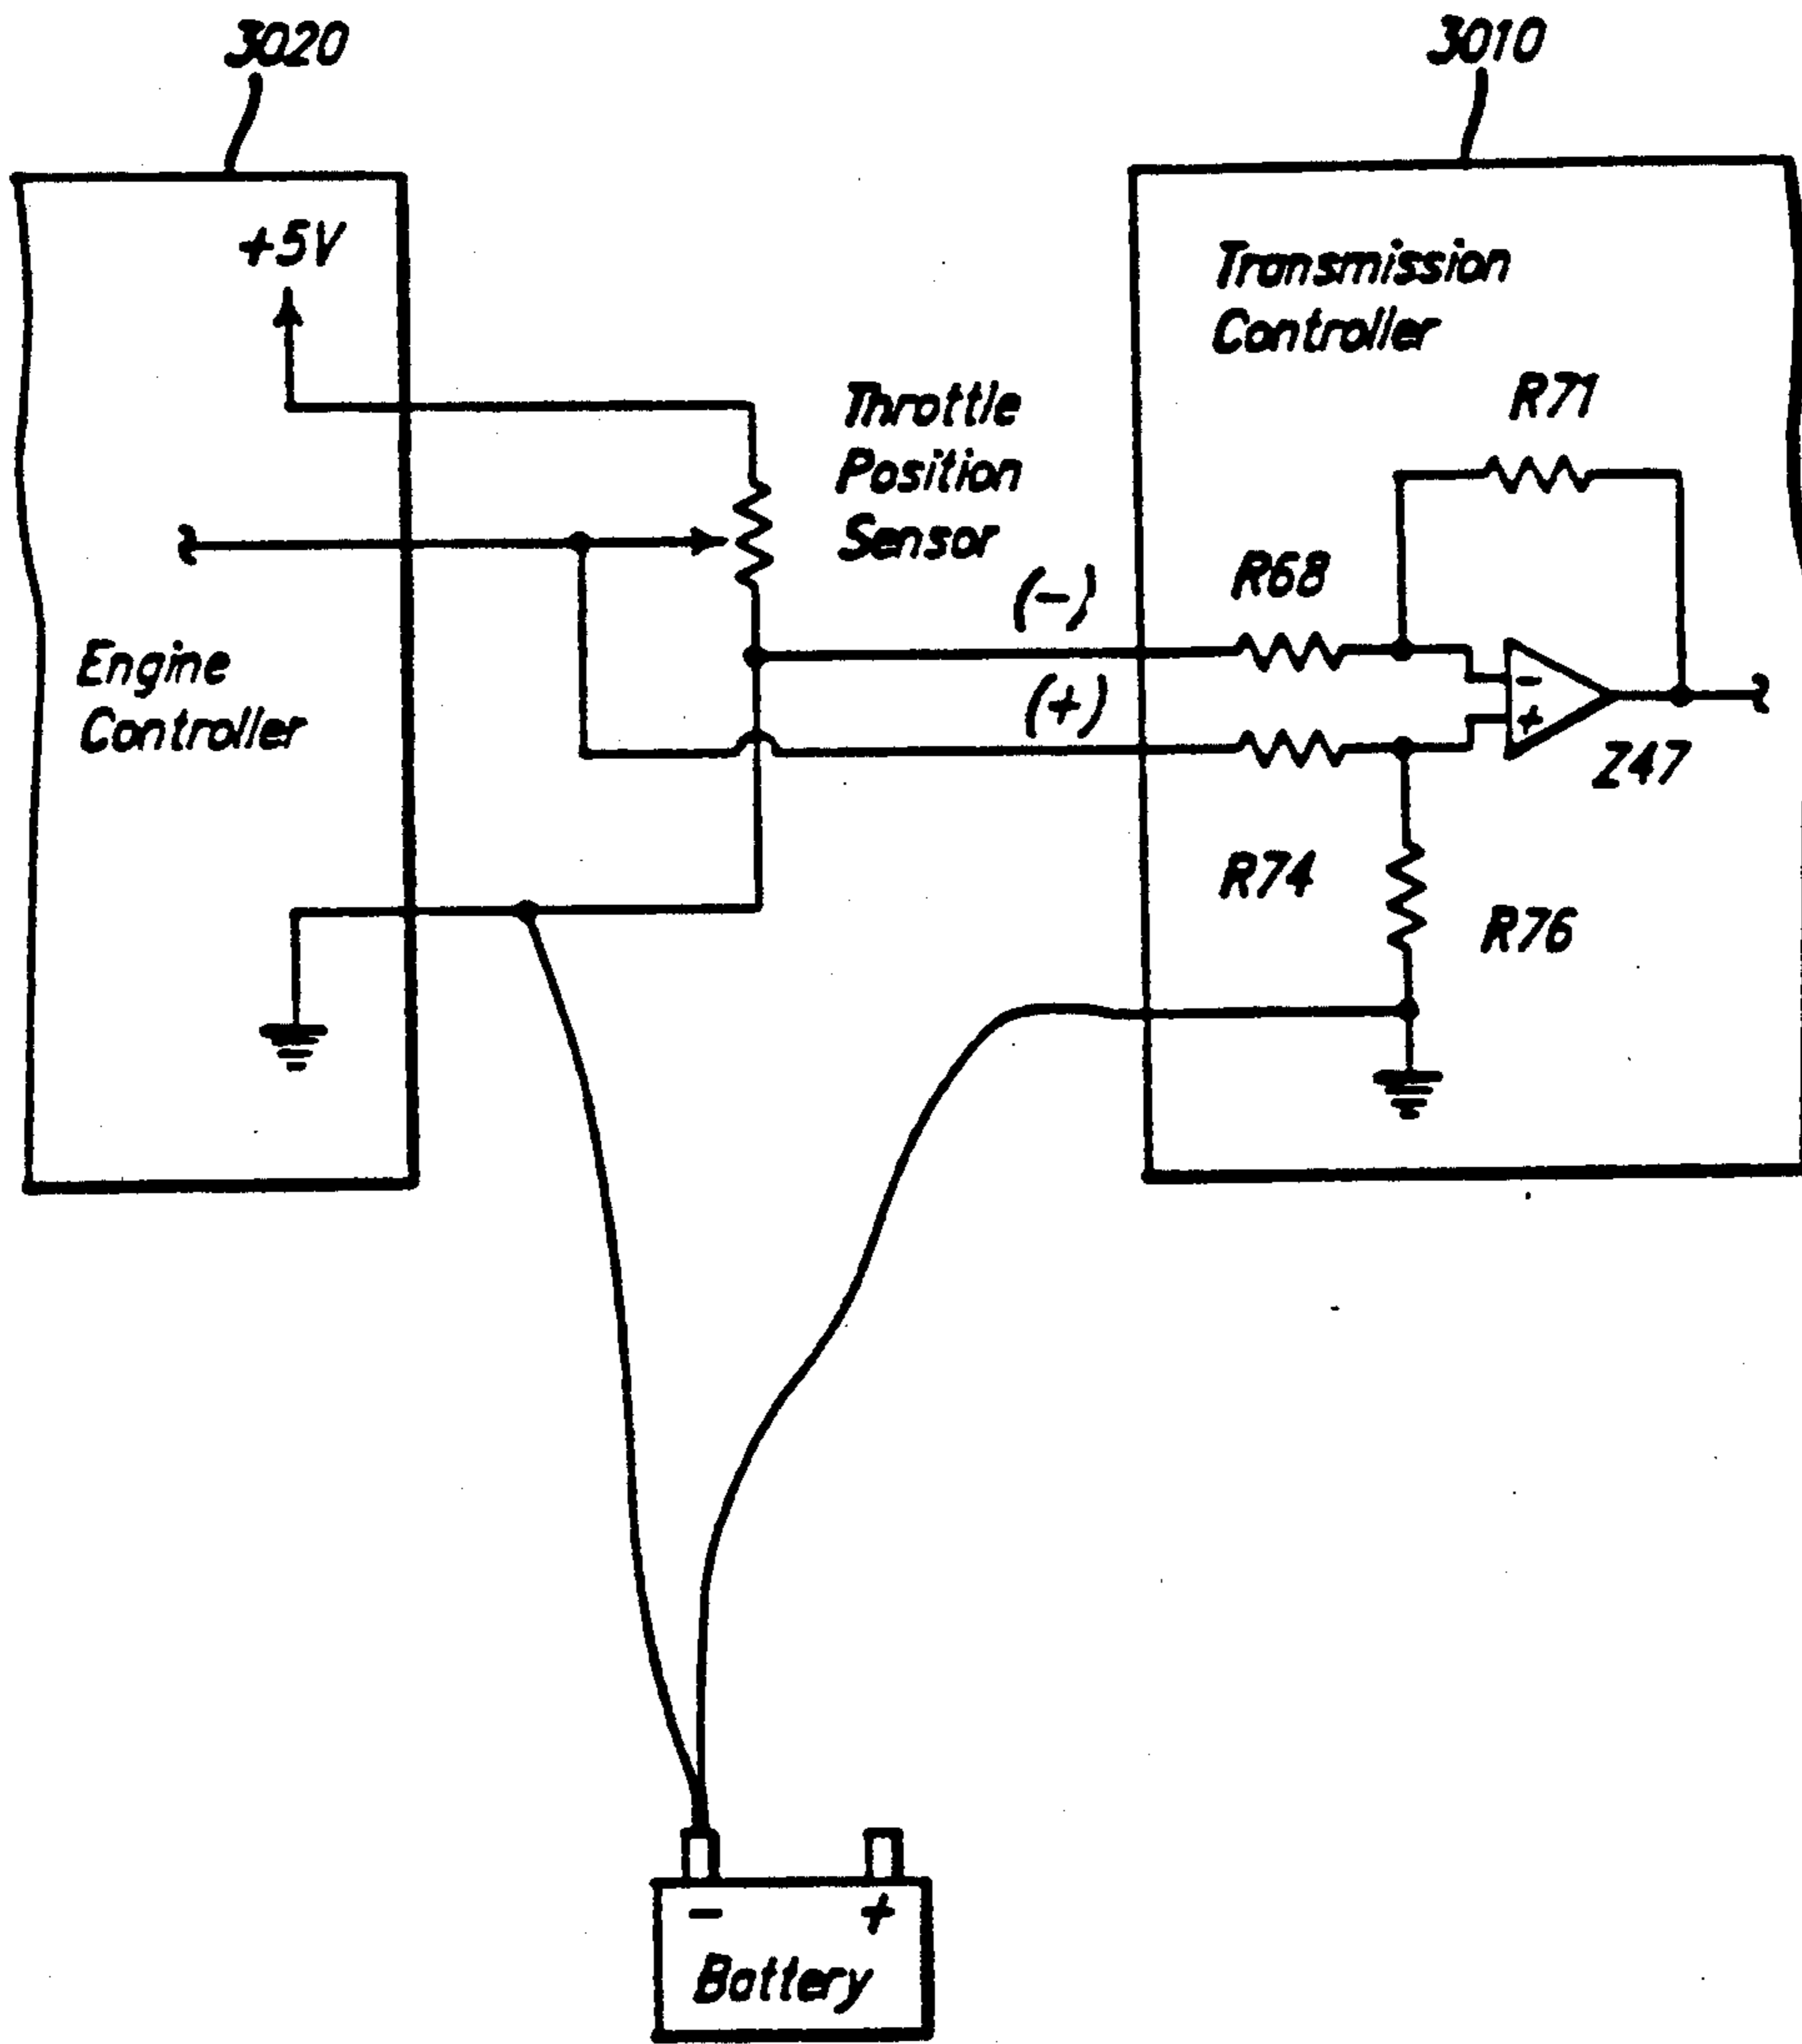 3020
3010
+5V
Transmission
Controller
R71
Throttle
Position
Sensor
(-)
R68
Engine
Controller
(+)
-
+
Z47
R74
R76
- +
Battery